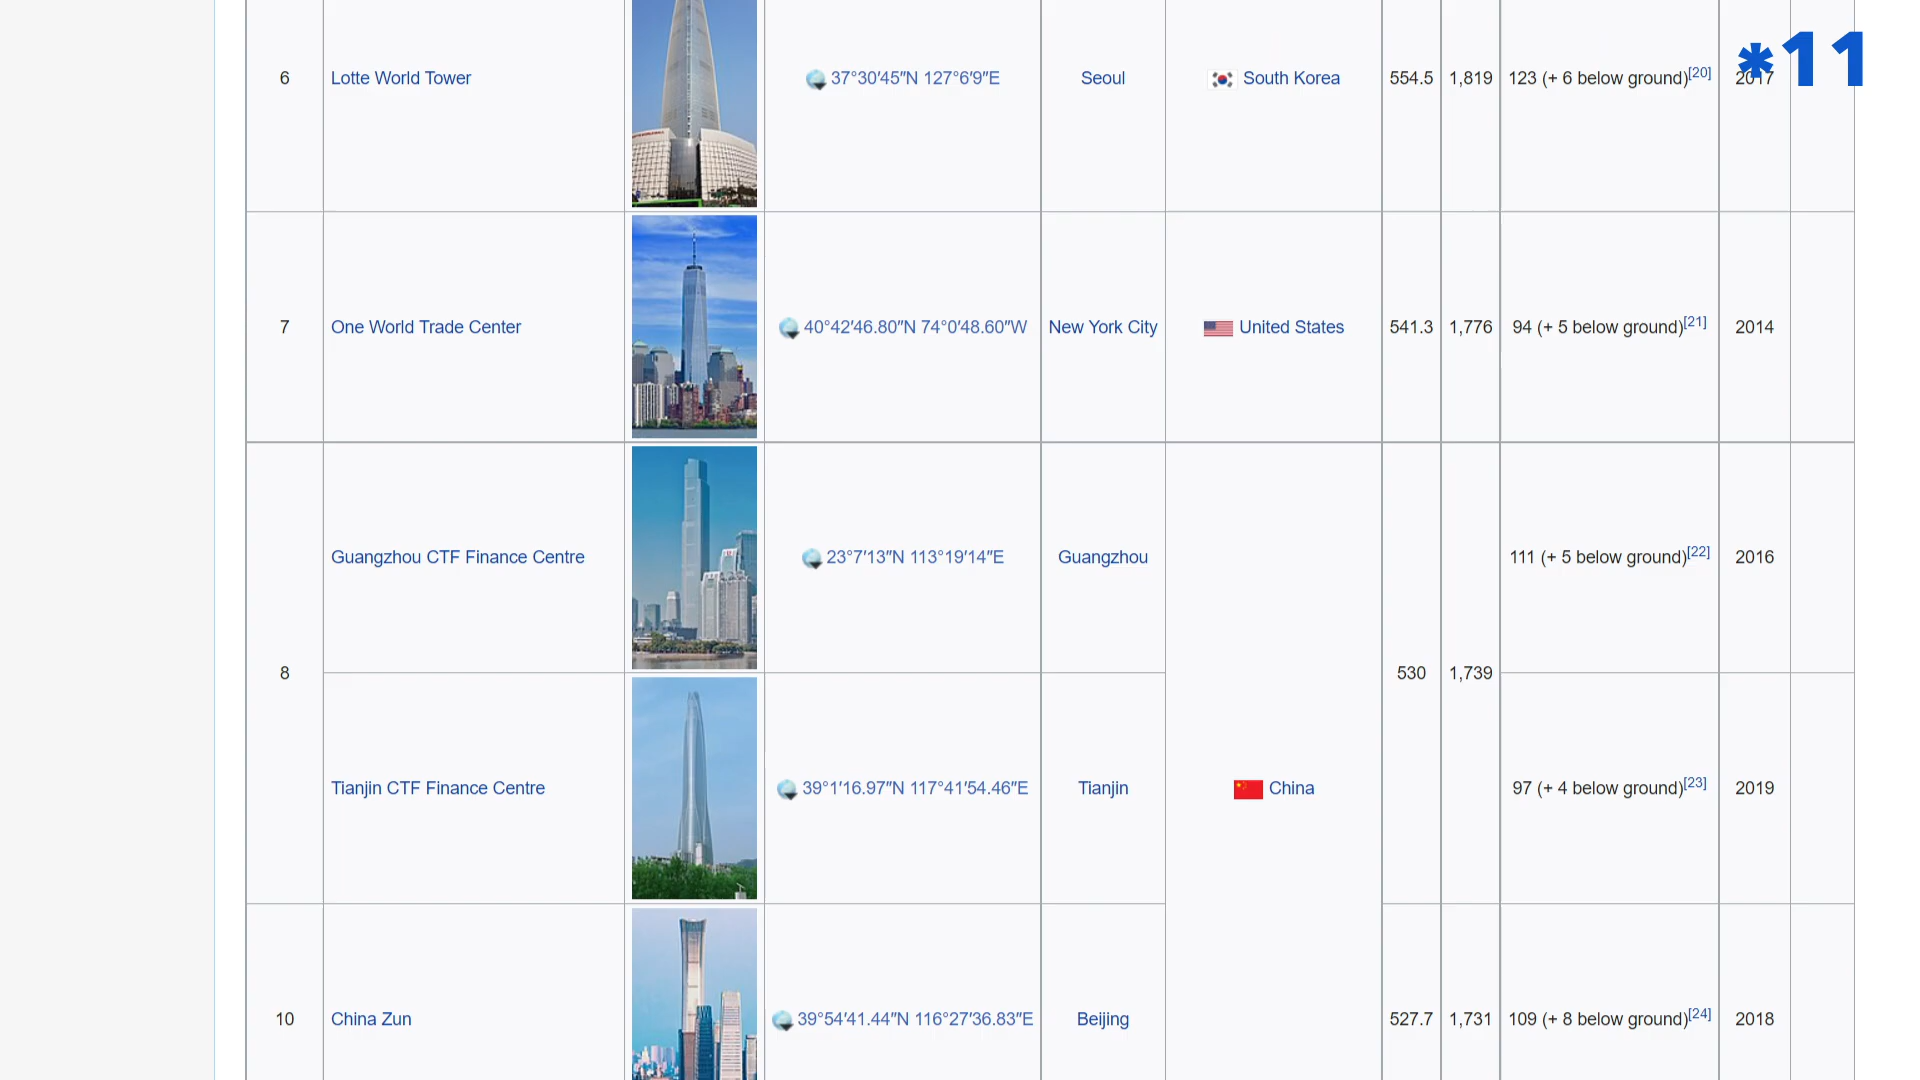 6 Lotte World Tower 37°30′45″N 127°6′9″E Seoul South Korea 554.5 1,819 123 (+ 6 below ground)[20] 2017
*11
7 One World Trade Center 40°42′46.80″N 74°0′48.60″W New York City United States 541.3 1,776 94 (+ 5 below ground)[21] 2014
Guangzhou CTF Finance Centre 23°7′13″N 113°19′14″E Guangzhou 111 (+ 5 below ground)[22] 2016
8 530 1,739
Tianjin CTF Finance Centre 39°1′16.97″N 117°41′54.46″E Tianjin China 97 (+ 4 below ground)[23] 2019
10 China Zun 39°54′41.44″N 116°27′36.83″E Beijing 527.7 1,731 109 (+ 8 below ground)[24] 2018